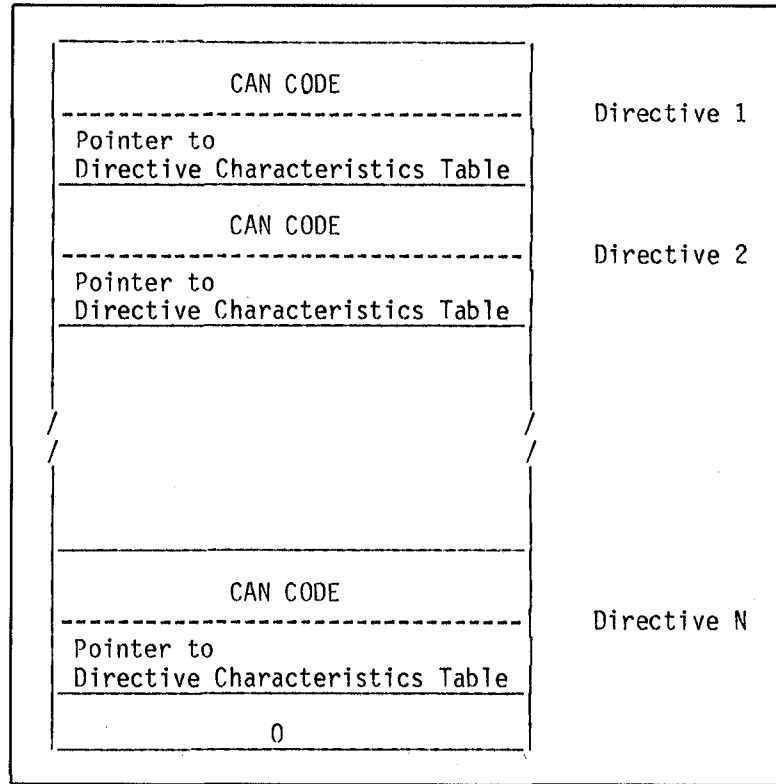 CAN CODE
Directive 1
Pointer to
Directive Characteristics Table
CAN CODE
Directive 2
Pointer to
Directive Characteristics Table
CAN CODE
Directive N
Pointer to
Directive Characteristics Table
0